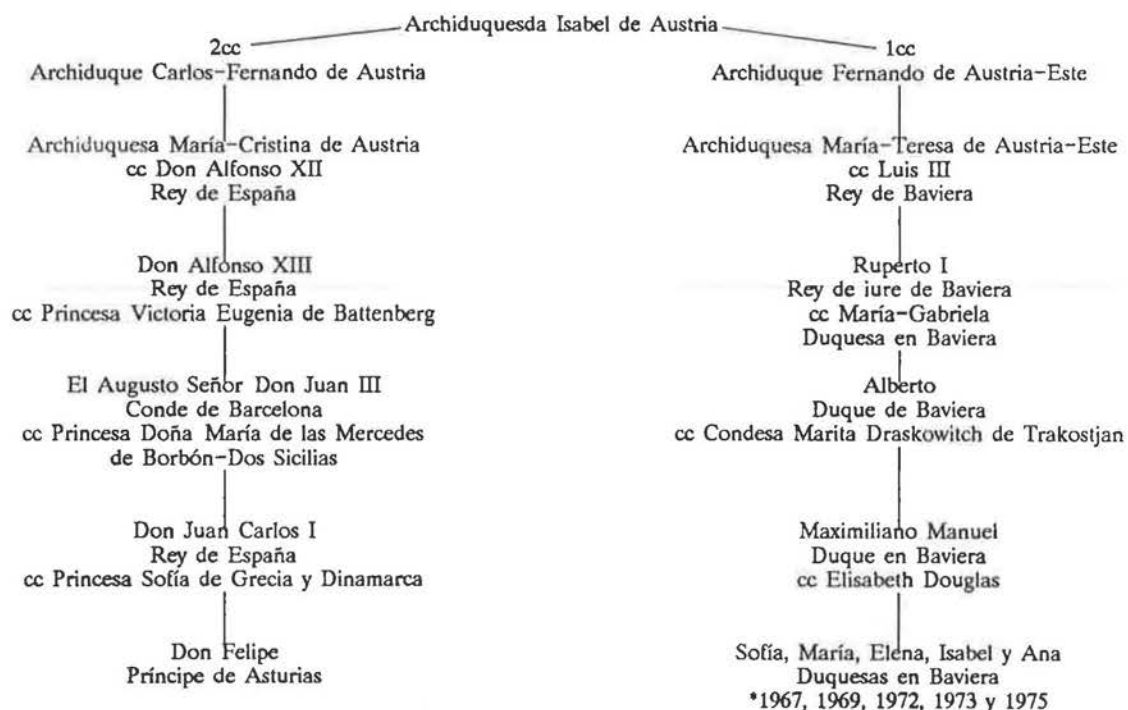 Archiduquesda Isabel de Austria
2cc
Archiduque Carlos-Fernando de Austria
Archiduquesa María-Cristina de Austria
cc Don Alfonso XII
Rey de España
Don Alfonso XIII
Rey de España
cc Princesa Victoria Eugenia de Battenberg
El Augusto Señor Don Juan III
Conde de Barcelona
cc Princesa Doña María de las Mercedes
de Borbón-Dos Sicilias
Don Juan Carlos I
Rey de España
cc Princesa Sofía de Grecia y Dinamarca
Don Felipe
Príncipe de Asturias
1cc
Archiduque Fernando de Austria-Este
Archiduquesa María-Teresa de Austria-Este
cc Luis III
Rey de Baviera
Ruperto I
Rey de iure de Baviera
cc María-Gabriela
Duquesa en Baviera
Alberto
Duque de Baviera
cc Condesa Marita Draskowitch de Trakostjan
Maximiliano Manuel
Duque en Baviera
cc Elisabeth Douglas
Sofía, María, Elena, Isabel y Ana
Duquesas en Baviera
*1967, 1969, 1972, 1973 y 1975